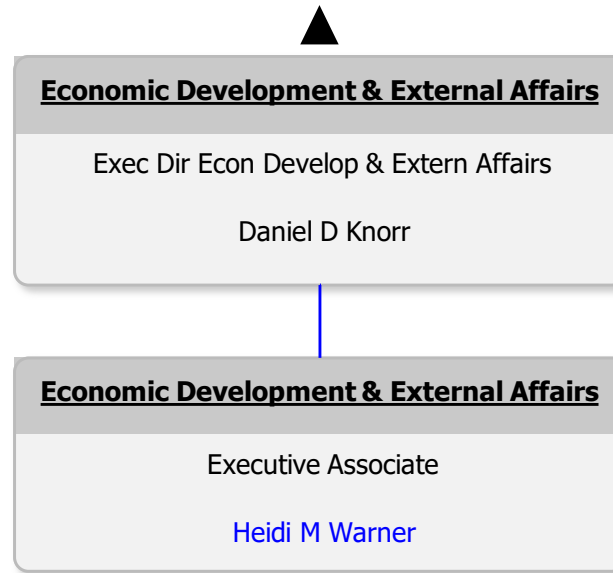 Economic Development & External Affairs
Exec Dir Econ Develop & Extern Affairs
Daniel D Knorr
Economic Development & External Affairs
Executive Associate
Heidi M Warner